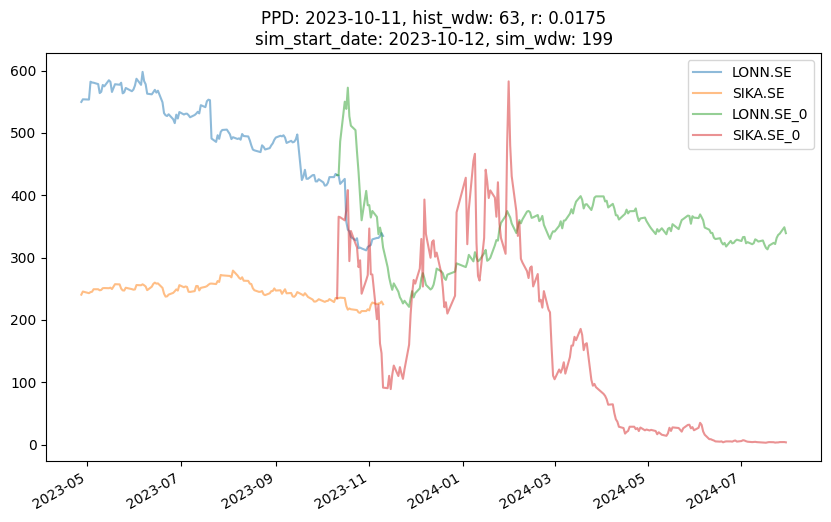 PPD: 2023-10-11, hist_wdw: 63, r: 0.0175
sim_start_date: 2023-10-12, sim_wdw: 199
LONN.SE
SIKA.SE
LONN.SE_0
SIKA.SE_0
600
500
400
300
200
100
0
2023-05
2023-07
2023-09
2023-11
2024-01
2024-03
2024-05
2024-07